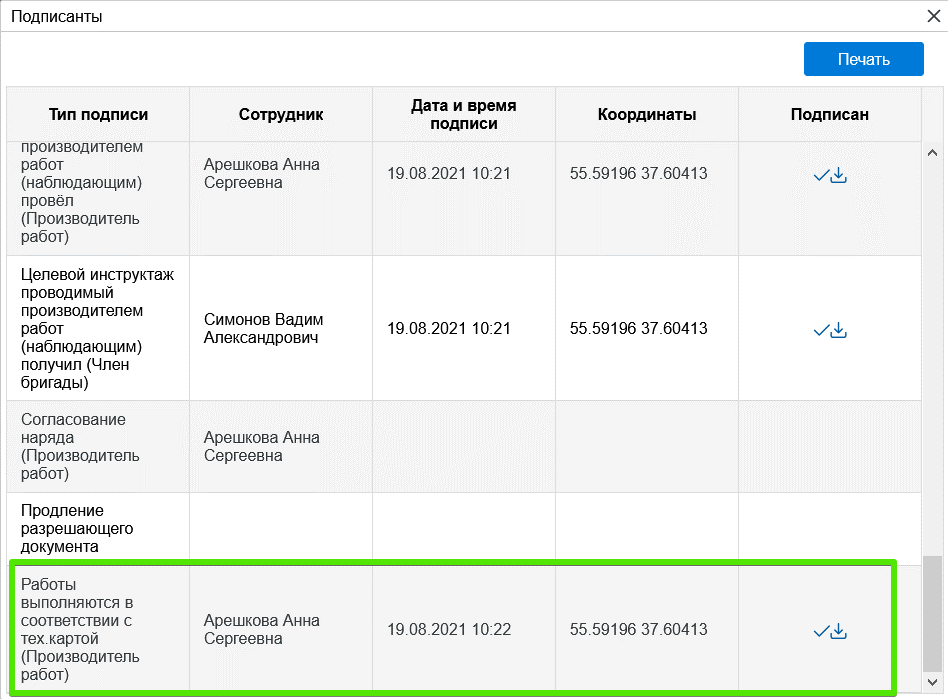 Подписанты
Печать
Тип подписи
Сотрудник
Дата и время
подписи
Координаты
Подписан
производителем
работ
(наблюдающим)
провёл
(Производитель
работ)
Арешкова Анна
Сергеевна
19.08.2021 10:21
55.59196 37.60413
Целевой инструктаж
проводимый
производителем
работ
(наблюдающим)
получил (Член
бригады)
Симонов Вадим
Александрович
19.08.2021 10:21
55.59196 37.60413
Согласование
наряда
(Производитель
работ)
Арешкова Анна
Сергеевна
Продление
разрешающего
документа
Работы
выполняются в
соответствии с
тех.картой
(Производитель
работ)
Арешкова Анна
Сергеевна
19.08.2021 10:22
55.59196 37.60413